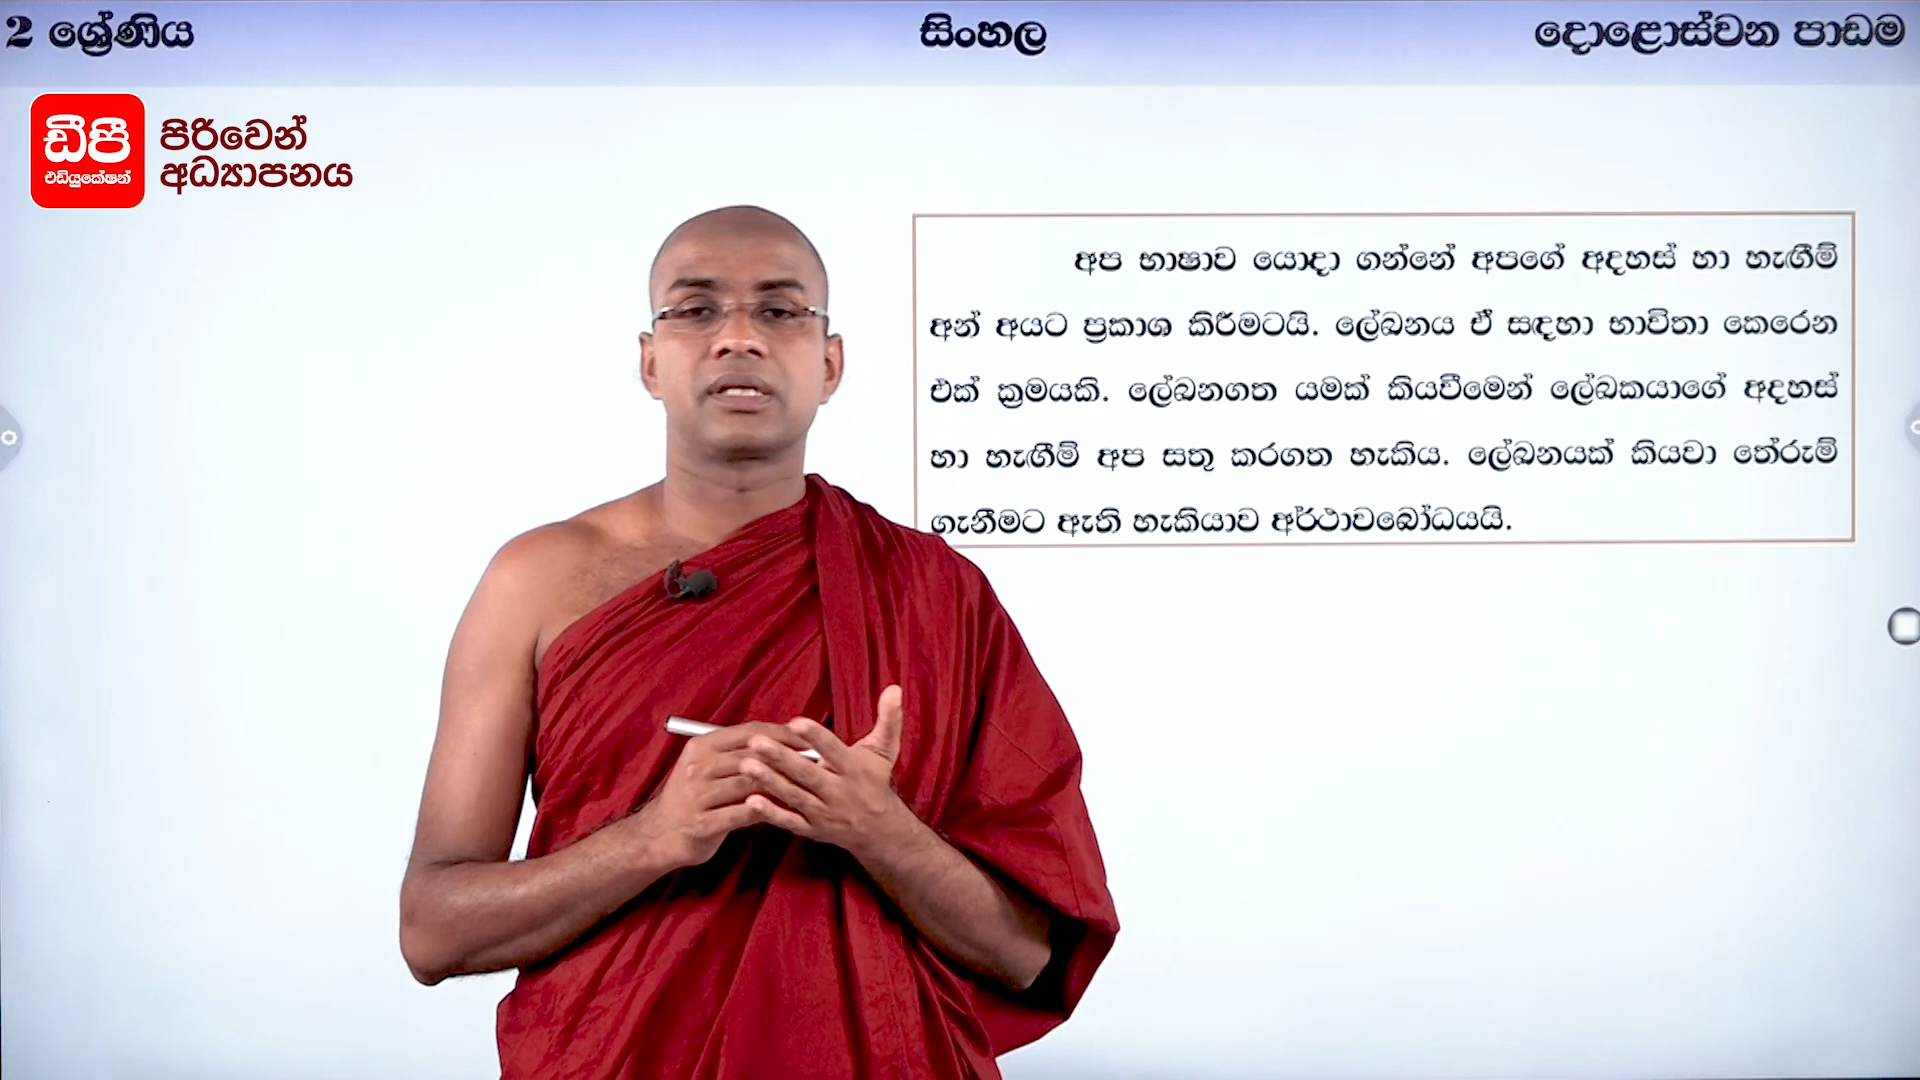 2 ශ්‍රේණිය
සිංහල
දොළොස්වන පාඩම
ඩීපී
එඩියුකේෂන්
පිරිවෙන්
අධ්‍යාපනය
අප භාෂාව යොදා ගන්නේ අපගේ අදහස් හා හැඟීම්
අන් අයට ප්‍රකාශ කිරීමටයි. ලේඛනය ඒ සඳහා භාවිතා කෙරෙන
එක් ක්‍රමයකි. ලේඛනගත යමක් කියවීමෙන් ලේඛකයාගේ අදහස්
හා හැඟීම් අප සතු කරගත හැකිය. ලේඛනයක් කියවා තේරුම්
ගැනීමට ඇති හැකියාව අර්ථාවබෝධයයි.